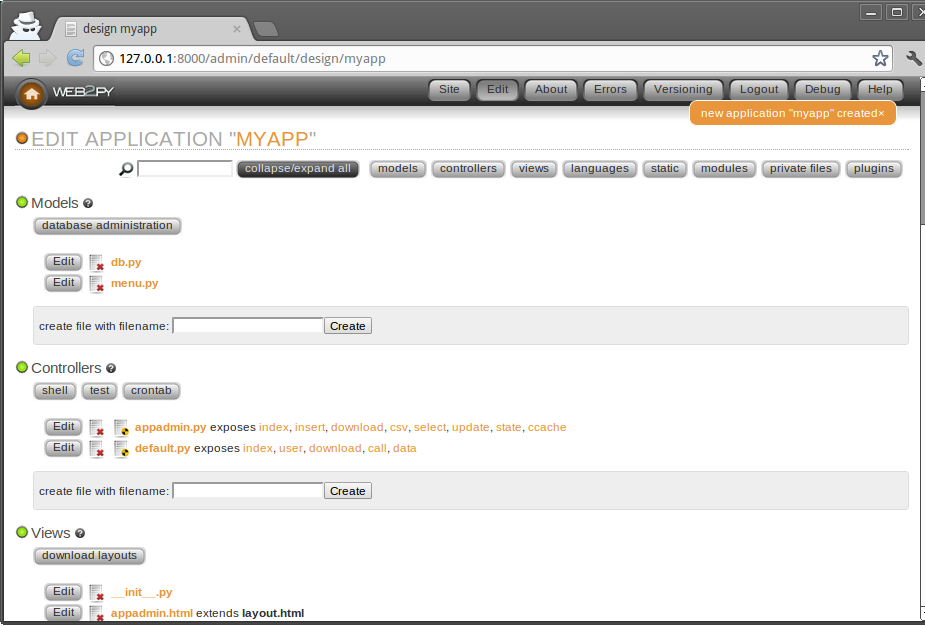 design myapp
127.0.0.1:8000/admin/default/design/myapp
WEB2PY
Site Edit About Errors Versioning Logout Debug Help
new application "myapp" created×
EDIT APPLICATION "MYAPP"
collapse/expand all models controllers views languages static modules private files plugins
Models
database administration
Edit db.py
Edit menu.py
create file with filename: Create
Controllers
shell test crontab
Edit appadmin.py exposes index, insert, download, csv, select, update, state, ccache
Edit default.py exposes index, user, download, call, data
create file with filename: Create
Views
download layouts
Edit __init__.py
Edit appadmin.html extends layout.html